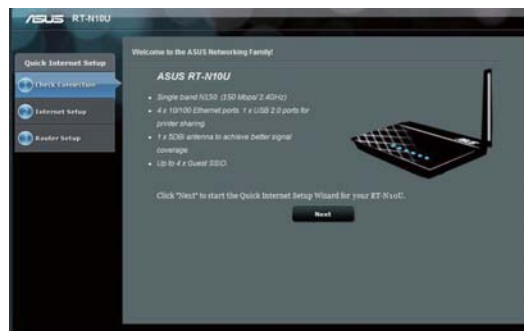 ASUS RT-N10U
Quick Internet Setup
1 Check Connection
2 Internet Setup
3 Router Setup
Welcome to the ASUS Networking Family!
ASUS RT-N10U
Single band N150 (150 Mbps/ 2.4GHz)
4 x 10/100 Ethernet ports 1 x USB 2.0 ports for
printer sharing
1 x 5DBi antenna to achieve better signal
coverage
Up to 4 x Guest SSID.
Click "Next" to start the Quick Internet Setup Wizard for your RT-N10U.
Next